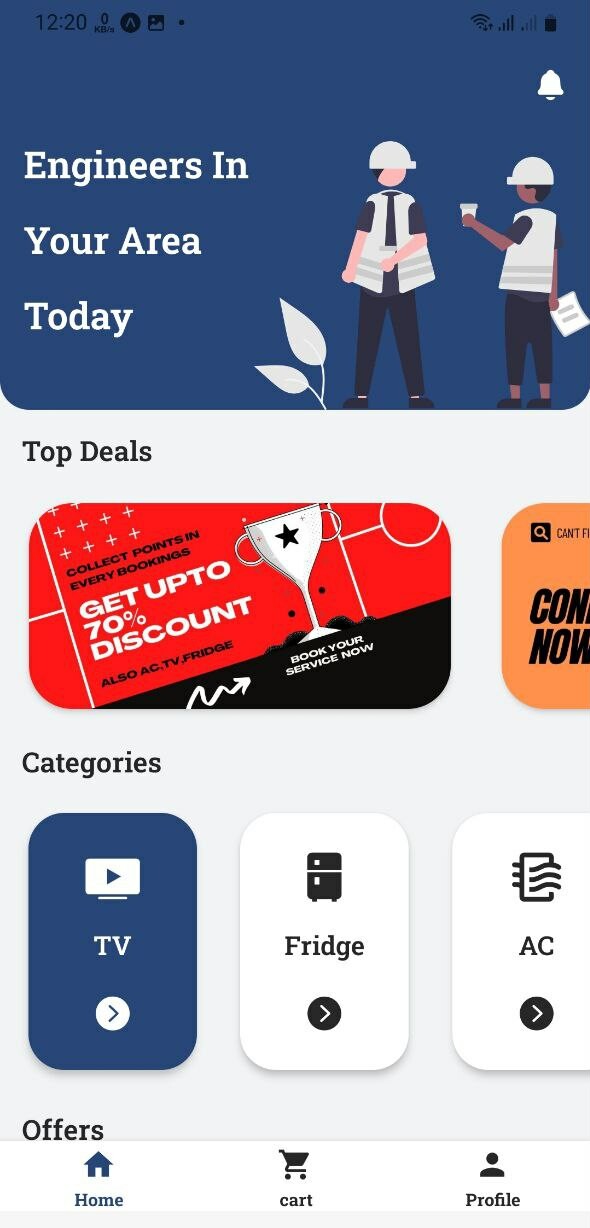 12:20
0
KB/s
Engineers In
Your Area
Today
Top Deals
COLLECT POINTS IN
EVERY BOOKINGS
GET UPTO
70%
DISCOUNT
ALSO AC,TV,FRIDGE
BOOK YOUR
SERVICE NOW
CAN'T FI
CON
NOW
Categories
TV
Fridge
AC
Offers
Home
cart
Profile